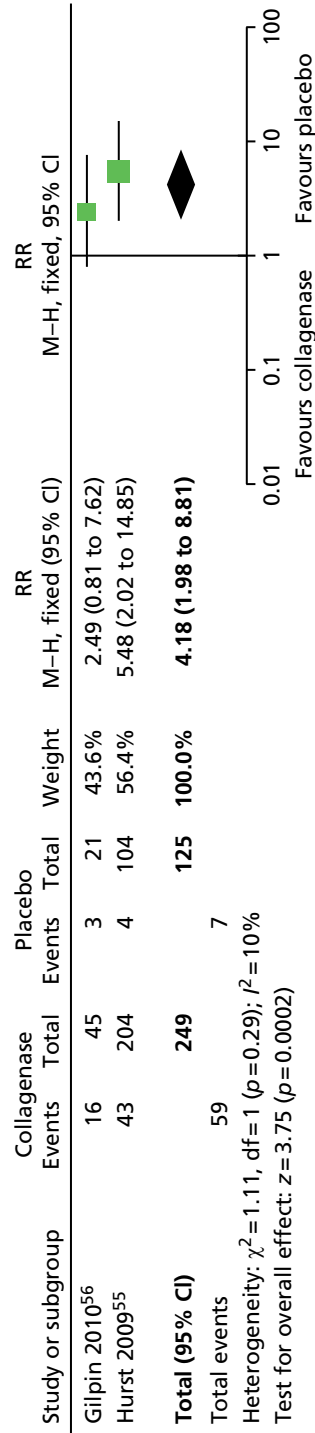 Collagenase Placebo RR RR
Study or subgroup Events Total Events Total Weight M–H, fixed (95% CI) M–H, fixed, 95% CI
Gilpin 2010⁵⁶ 16 45 3 21 43.6% 2.49 (0.81 to 7.62)
Hurst 2009⁵⁵ 43 204 4 104 56.4% 5.48 (2.02 to 14.85)
Total (95% CI) 249 125 100.0% 4.18 (1.98 to 8.81)
Total events 59 7
Heterogeneity: χ²=1.11, df=1 (p=0.29); I²=10%
Test for overall effect: z=3.75 (p=0.0002)
0.01 0.1 1 10 100
Favours collagenase Favours placebo